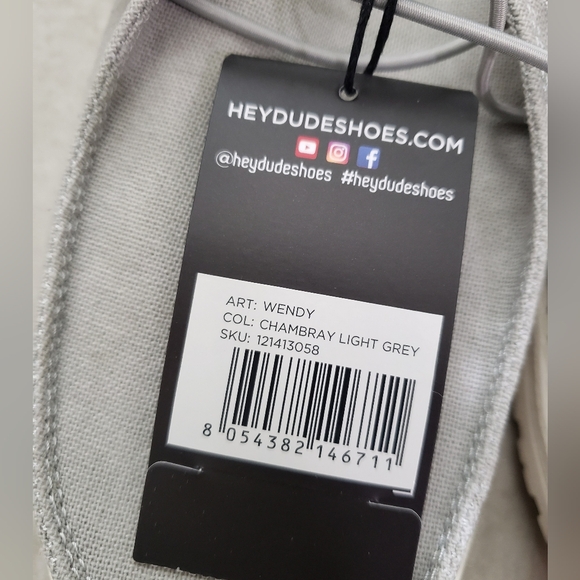 HEYDUDESHOES.COM
@heydudeshoes #heydudeshoes
ART: WENDY
COL: CHAMBRAY LIGHT GREY
SKU: 121413058
8 054382 146711